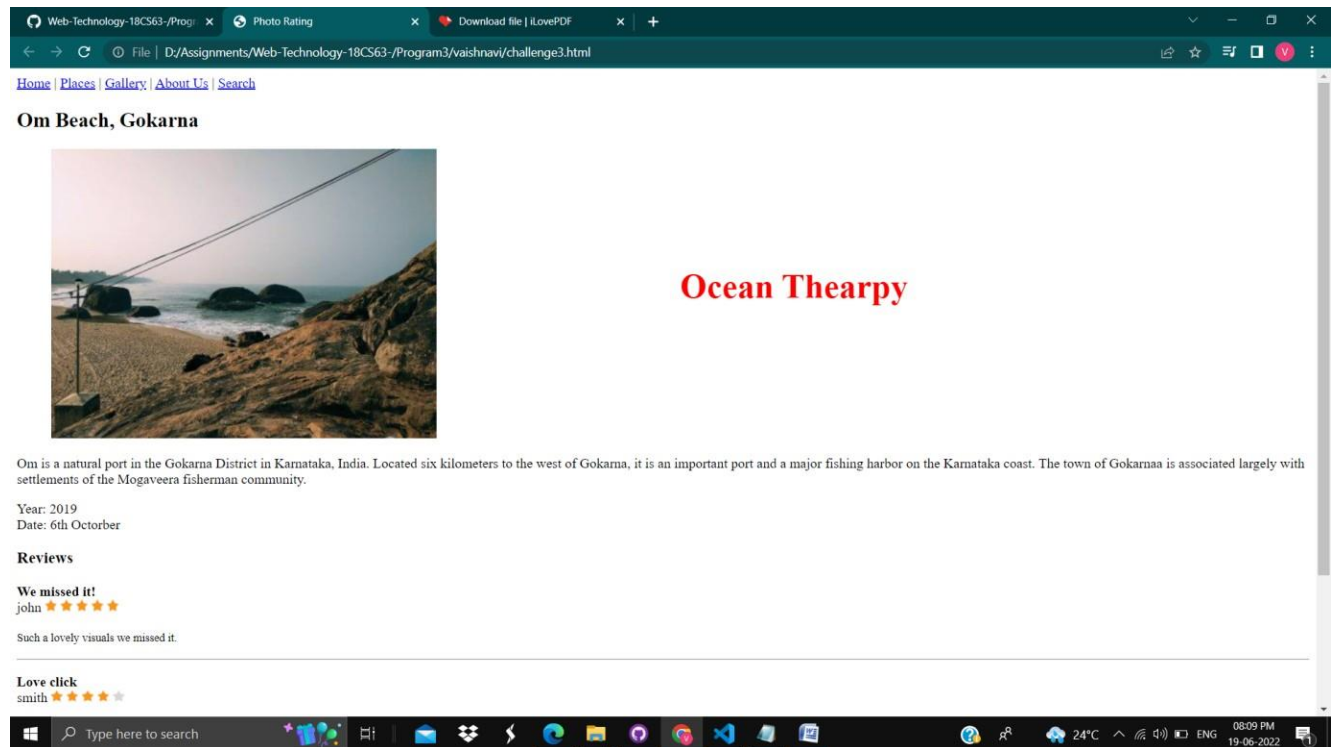 Web-Technology-18CS63-/Progr
Photo Rating
Download file | iLovePDF
File | D:/Assignments/Web-Technology-18CS63-/Program3/vaishnavi/challenge3.html
V
Home | Places | Gallery | About Us | Search
Om Beach, Gokarna
Ocean Thearpy
Om is a natural port in the Gokarna District in Karnataka, India. Located six kilometers to the west of Gokarna, it is an important port and a major fishing harbor on the Karnataka coast. The town of Gokarnaa is associated largely with
settlements of the Mogaveera fisherman community.
Year: 2019
Date: 6th Octorber
Reviews
We missed it!
john
Such a lovely visuals we missed it.
Love click
smith
Type here to search
24°C
ENG
08:09 PM
19-06-2022
1